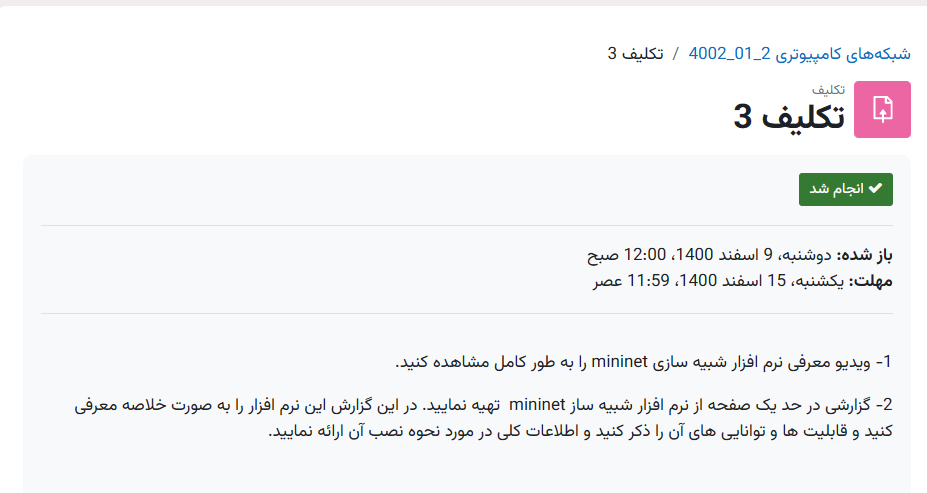 شبکه‌های کامپیوتری 2_01_4002 / تکلیف 3
تکلیف
تکلیف 3
انجام شد
باز شده: دوشنبه، 9 اسفند 1400، 12:00 صبح
مهلت: یکشنبه، 15 اسفند 1400، 11:59 عصر
1- ویدیو معرفی نرم افزار شبیه سازی mininet را به طور کامل مشاهده کنید.
2- گزارشی در حد یک صفحه از نرم افزار شبیه ساز mininet تهیه نمایید. در این گزارش این نرم افزار را به صورت خلاصه معرفی
کنید و قابلیت ها و توانایی های آن را ذکر کنید و اطلاعات کلی در مورد نحوه نصب آن ارائه نمایید.